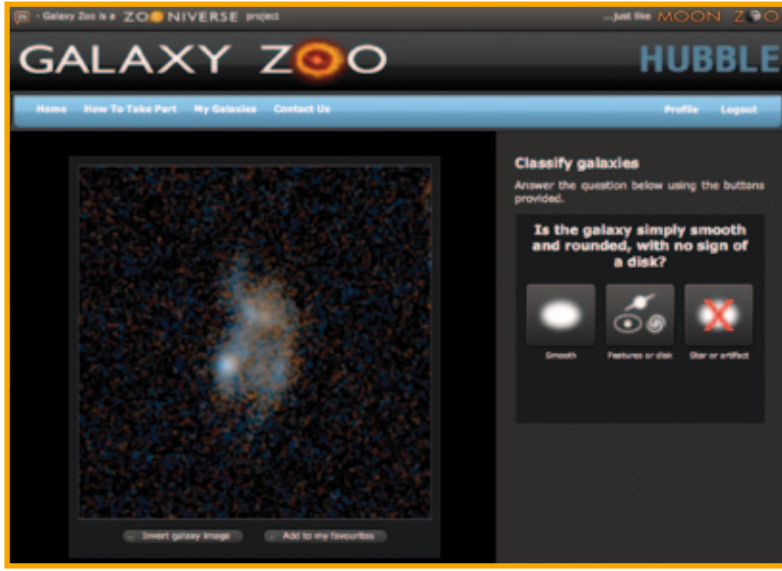 - Galaxy Zoo is a ZOONIVERSE project
...just like MOON ZOO
GALAXY ZOO
HUBBLE
Home How To Take Part My Galaxies Contact Us
Profile Logout
Classify galaxies
Answer the question below using the buttons
provided.
Is the galaxy simply smooth
and rounded, with no sign of
a disk?
Smooth Features or disk Star or artifact
Invert galaxy image Add to my favourites